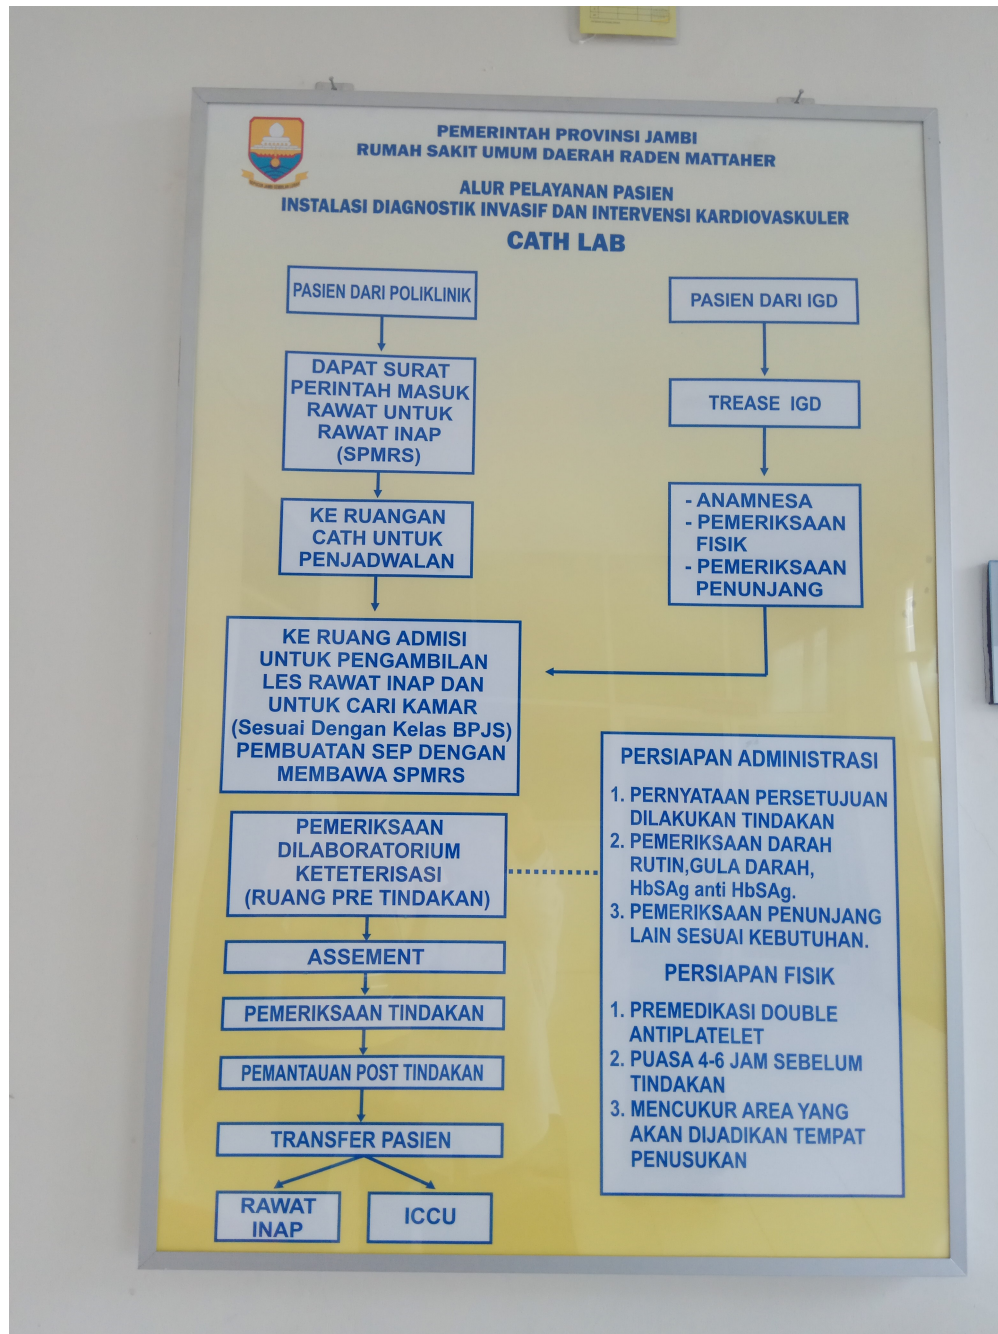 PEMERINTAH PROVINSI JAMBI
RUMAH SAKIT UMUM DAERAH RADEN MATTAHER
ALUR PELAYANAN PASIEN
INSTALASI DIAGNOSTIK INVASIF DAN INTERVENSI KARDIOVASKULER
CATH LAB
PASIEN DARI POLIKLINIK
DAPAT SURAT
PERINTAH MASUK
RAWAT UNTUK
RAWAT INAP
(SPMRS)
KE RUANGAN
CATH UNTUK
PENJADWALAN
PASIEN DARI IGD
TREASE IGD
- ANAMNESA
- PEMERIKSAAN
FISIK
- PEMERIKSAAN
PENUNJANG
KE RUANG ADMISI
UNTUK PENGAMBILAN
LES RAWAT INAP DAN
UNTUK CARI KAMAR
(Sesuai Dengan Kelas BPJS)
PEMBUATAN SEP DENGAN
MEMBAWA SPMRS
PEMERIKSAAN
DILABORATORIUM
KETETERISASI
(RUANG PRE TINDAKAN)
ASSEMENT
PEMERIKSAAN TINDAKAN
PEMANTAUAN POST TINDAKAN
TRANSFER PASIEN
RAWAT
INAP
ICCU
PERSIAPAN ADMINISTRASI
1. PERNYATAAN PERSETUJUAN
DILAKUKAN TINDAKAN
2. PEMERIKSAAN DARAH
RUTIN,GULA DARAH,
HbSAg anti HbSAg.
3. PEMERIKSAAN PENUNJANG
LAIN SESUAI KEBUTUHAN.
PERSIAPAN FISIK
1. PREMEDIKASI DOUBLE
ANTIPLATELET
2. PUASA 4-6 JAM SEBELUM
TINDAKAN
3. MENCUKUR AREA YANG
AKAN DIJADIKAN TEMPAT
PENUSUKAN